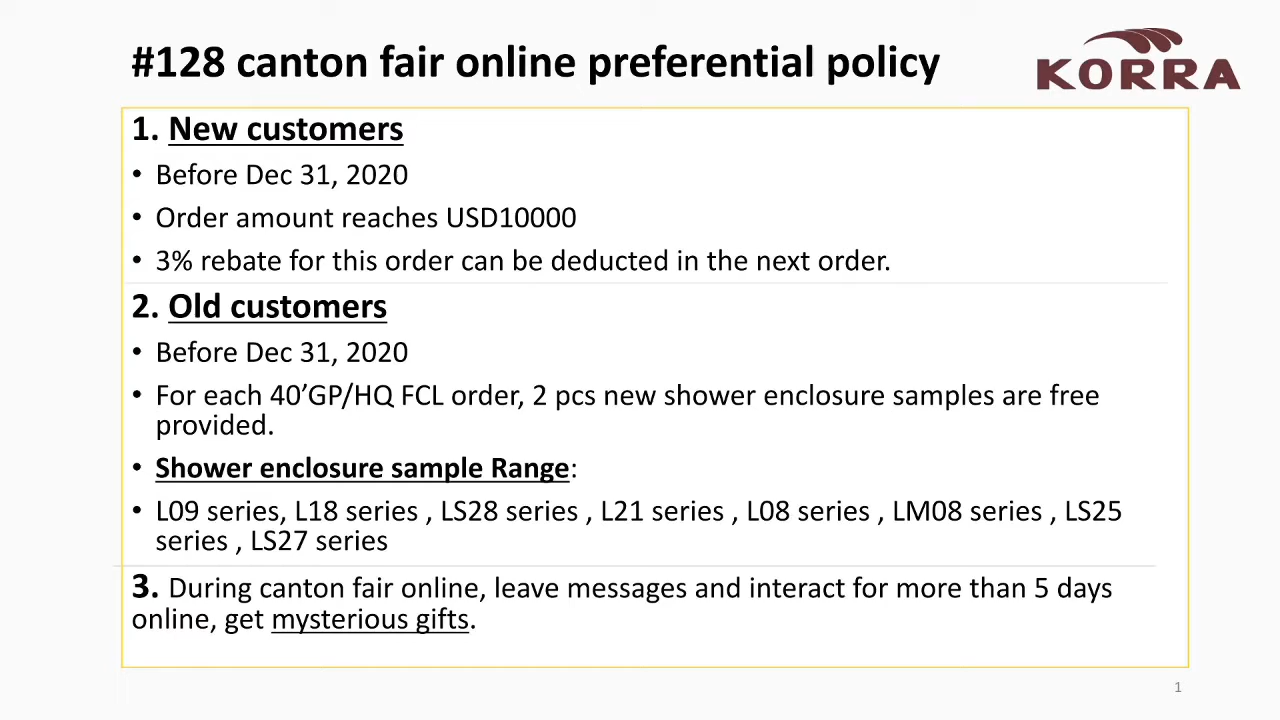 #128 canton fair online preferential policy
KORRA
1. New customers
• Before Dec 31, 2020
• Order amount reaches USD10000
• 3% rebate for this order can be deducted in the next order.
2. Old customers
• Before Dec 31, 2020
• For each 40’GP/HQ FCL order, 2 pcs new shower enclosure samples are free
provided.
• Shower enclosure sample Range:
• L09 series, L18 series , LS28 series , L21 series , L08 series , LM08 series , LS25
series , LS27 series
3. During canton fair online, leave messages and interact for more than 5 days
online, get mysterious gifts.
1